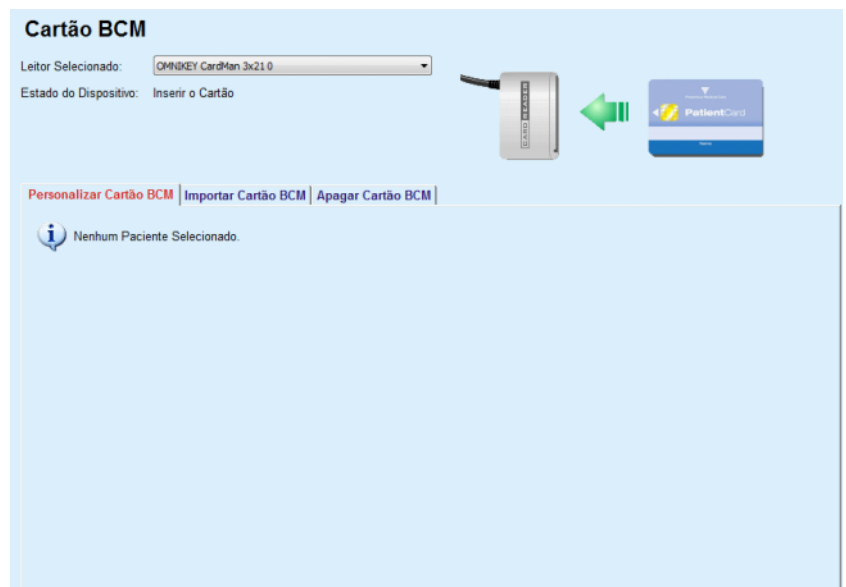 Cartão BCM
Leitor Selecionado: OMNIKEY CardMan 3x21 0
Estado do Dispositivo: Inserir o Cartão
CARD READER
PatientCard
Personalizar Cartão BCM Importar Cartão BCM Apagar Cartão BCM
Nenhum Paciente Selecionado.